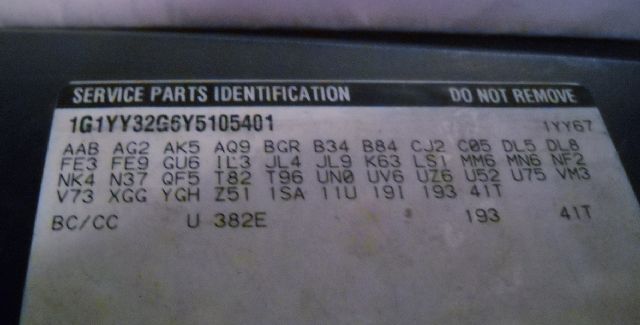 SERVICE PARTS IDENTIFICATION DO NOT REMOVE
1G1YY32G6Y5105401 1YY67
AAB AG2 AK5 AQ9 BGR B34 B84 CJ2 C05 DL5 DL8
FE3 FE9 GU6 IL3 JL4 JL9 K63 LS1 MM6 MN6 NF2
NK4 N37 QF5 T82 T96 UN0 UV6 UZ6 U52 U75 VM3
V73 XGG YGH Z51 1SA 11U 19I 193 41T
BC/CC U 382E 193 41T